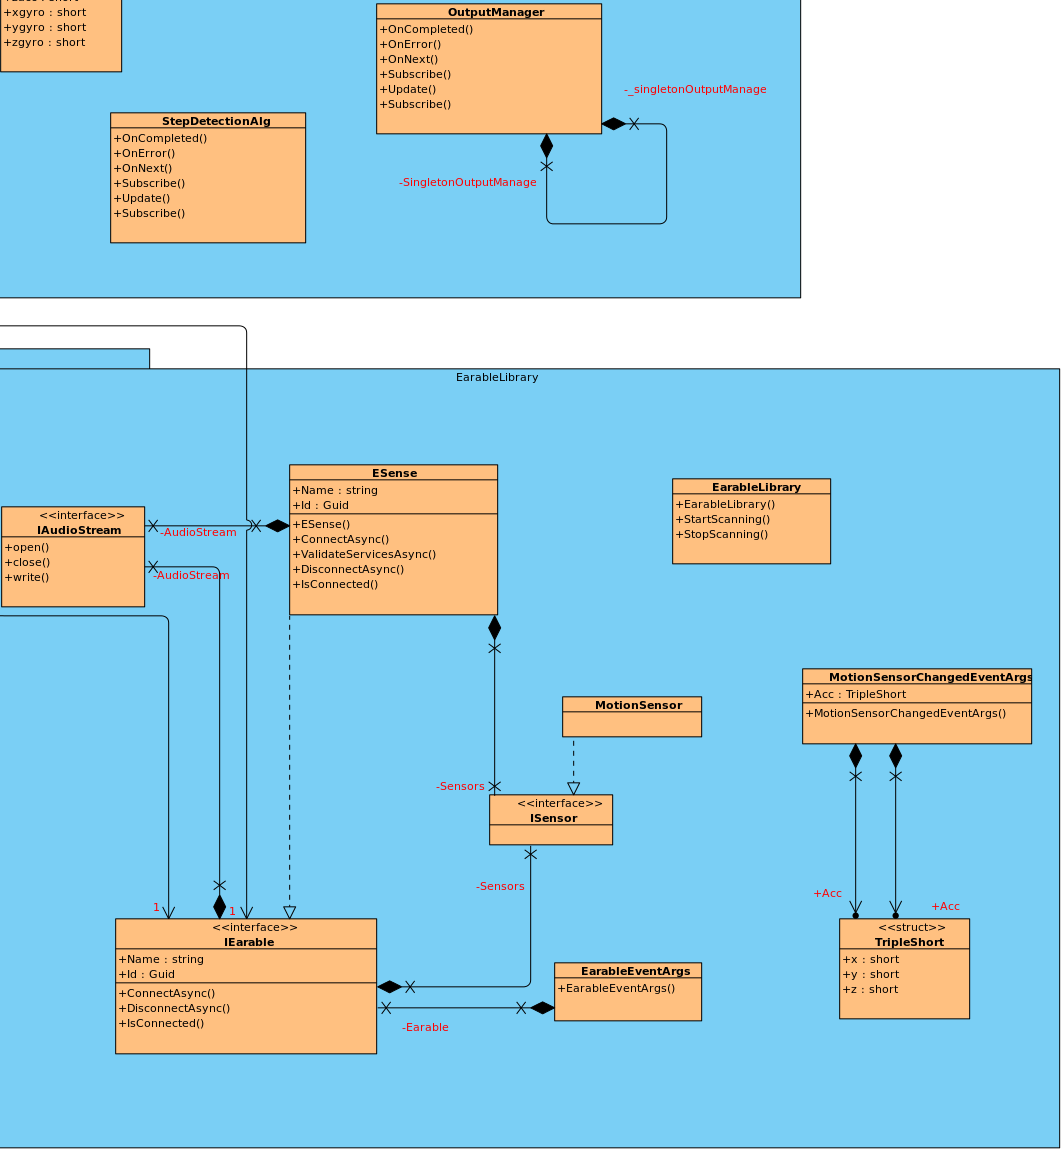 +xgyro : short
+ygyro : short
+zgyro : short
OutputManager
+OnCompleted()
+OnError()
+OnNext()
+Subscribe()
+Update()
+Subscribe()
-_singletonOutputManage
-SingletonOutputManage
StepDetectionAlg
+OnCompleted()
+OnError()
+OnNext()
+Subscribe()
+Update()
+Subscribe()
EarableLibrary
ESense
+Name : string
+Id : Guid
+ESense()
+ConnectAsync()
+ValidateServicesAsync()
+DisconnectAsync()
+IsConnected()
EarableLibrary
+EarableLibrary()
+StartScanning()
+StopScanning()
<<interface>>
IAudioStream
+open()
+close()
+write()
-AudioStream
-AudioStream
MotionSensorChangedEventArgs
+Acc : TripleShort
+MotionSensorChangedEventArgs()
MotionSensor
-Sensors
<<interface>>
ISensor
-Sensors
+Acc
+Acc
1
1
<<interface>>
IEarable
+Name : string
+Id : Guid
+ConnectAsync()
+DisconnectAsync()
+IsConnected()
<<struct>>
TripleShort
+x : short
+y : short
+z : short
EarableEventArgs
+EarableEventArgs()
-Earable